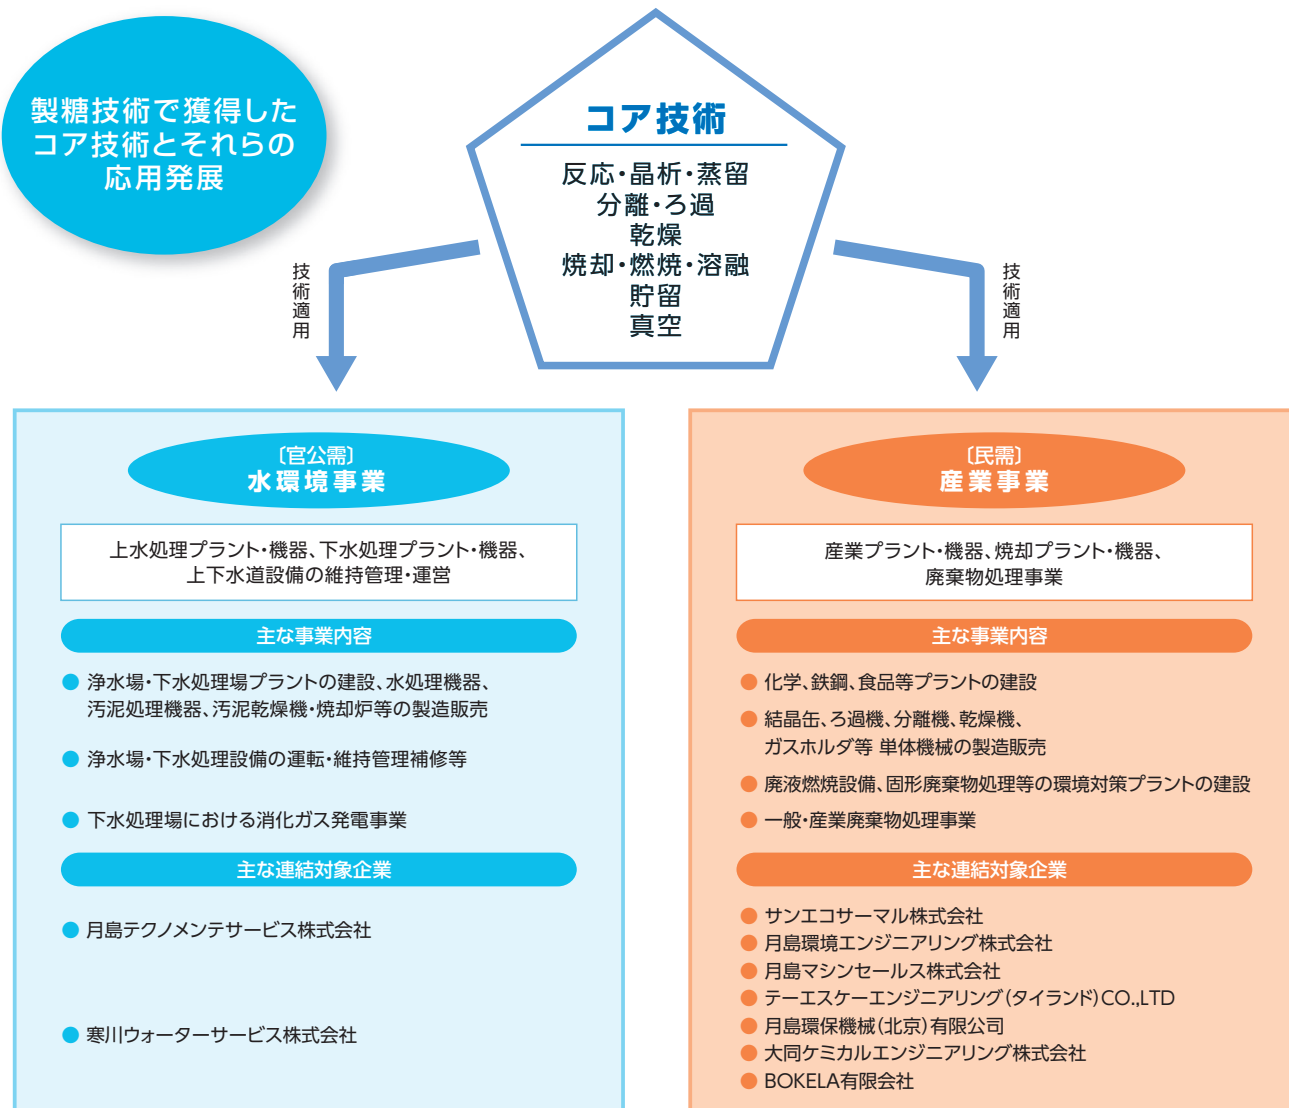 製糖技術で獲得した
コア技術とそれらの
応用発展
コア技術
反応・晶析・蒸留
分離・ろ過
乾燥
焼却・燃焼・溶融
貯留
真空
技術適用
技術適用
〔官公需〕
水環境事業
上水処理プラント・機器、下水処理プラント・機器、
上下水道設備の維持管理・運営
主な事業内容
● 浄水場・下水処理場プラントの建設、水処理機器、
汚泥処理機器、汚泥乾燥機・焼却炉等の製造販売
● 浄水場・下水処理設備の運転・維持管理補修等
● 下水処理場における消化ガス発電事業
主な連結対象企業
● 月島テクノメンテサービス株式会社
● 寒川ウォーターサービス株式会社
〔民需〕
産業事業
産業プラント・機器、焼却プラント・機器、
廃棄物処理事業
主な事業内容
● 化学、鉄鋼、食品等プラントの建設
● 結晶缶、ろ過機、分離機、乾燥機、
ガスホルダ等 単体機械の製造販売
● 廃液燃焼設備、固形廃棄物処理等の環境対策プラントの建設
● 一般・産業廃棄物処理事業
主な連結対象企業
● サンエコサーマル株式会社
● 月島環境エンジニアリング株式会社
● 月島マシンセールス株式会社
● テーエスケーエンジニアリング(タイランド)CO.,LTD
● 月島環保機械(北京)有限公司
● 大同ケミカルエンジニアリング株式会社
● BOKELA有限会社